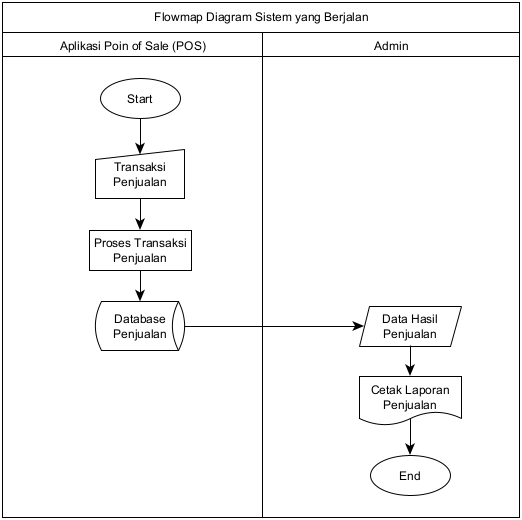 Flowmap Diagram Sistem yang Berjalan
Aplikasi Poin of Sale (POS)
Admin
Start
Transaksi
Penjualan
Proses Transaksi
Penjualan
Database
Penjualan
Data Hasil
Penjualan
Cetak Laporan
Penjualan
End